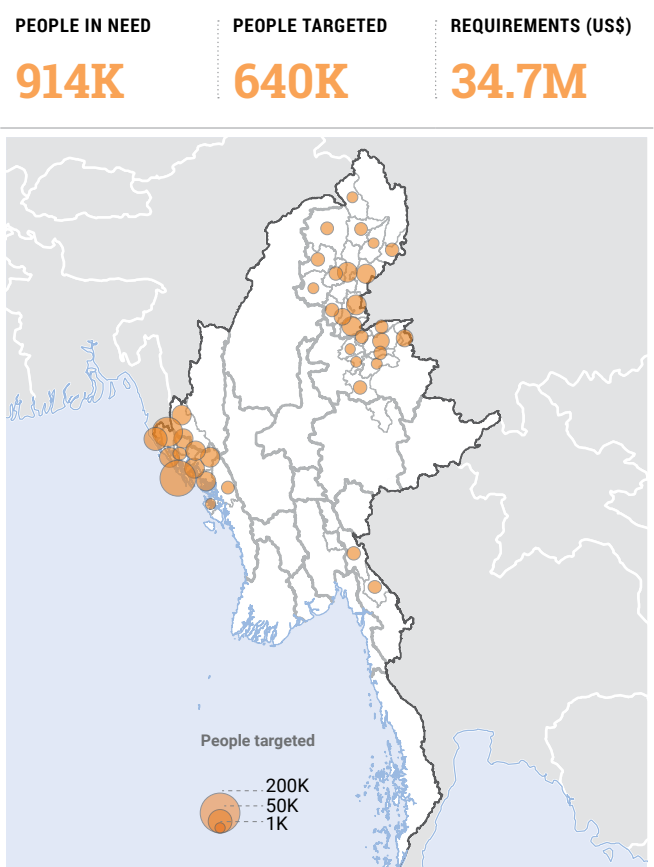 PEOPLE IN NEED
914K
PEOPLE TARGETED
640K
REQUIREMENTS (US$)
34.7M
People targeted
200K
50K
1K